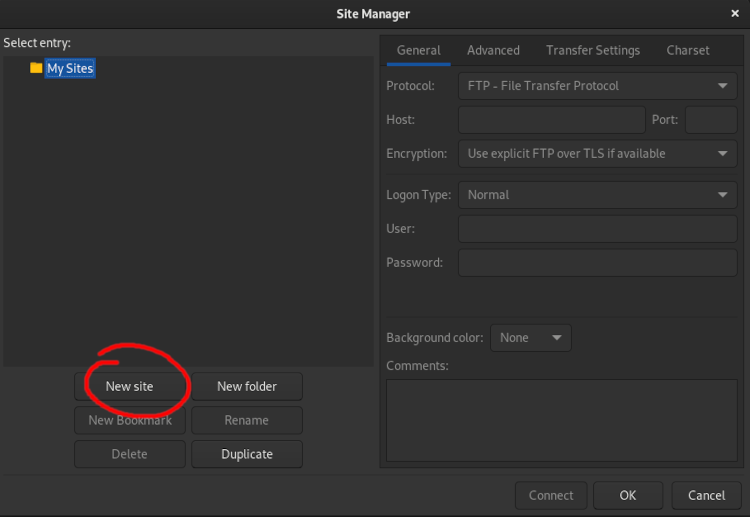 Site Manager
Select entry:
My Sites
New site
New folder
New Bookmark
Rename
Delete
Duplicate
General Advanced Transfer Settings Charset
Protocol: FTP - File Transfer Protocol
Host: Port:
Encryption: Use explicit FTP over TLS if available
Logon Type: Normal
User:
Password:
Background color: None
Comments:
Connect OK Cancel